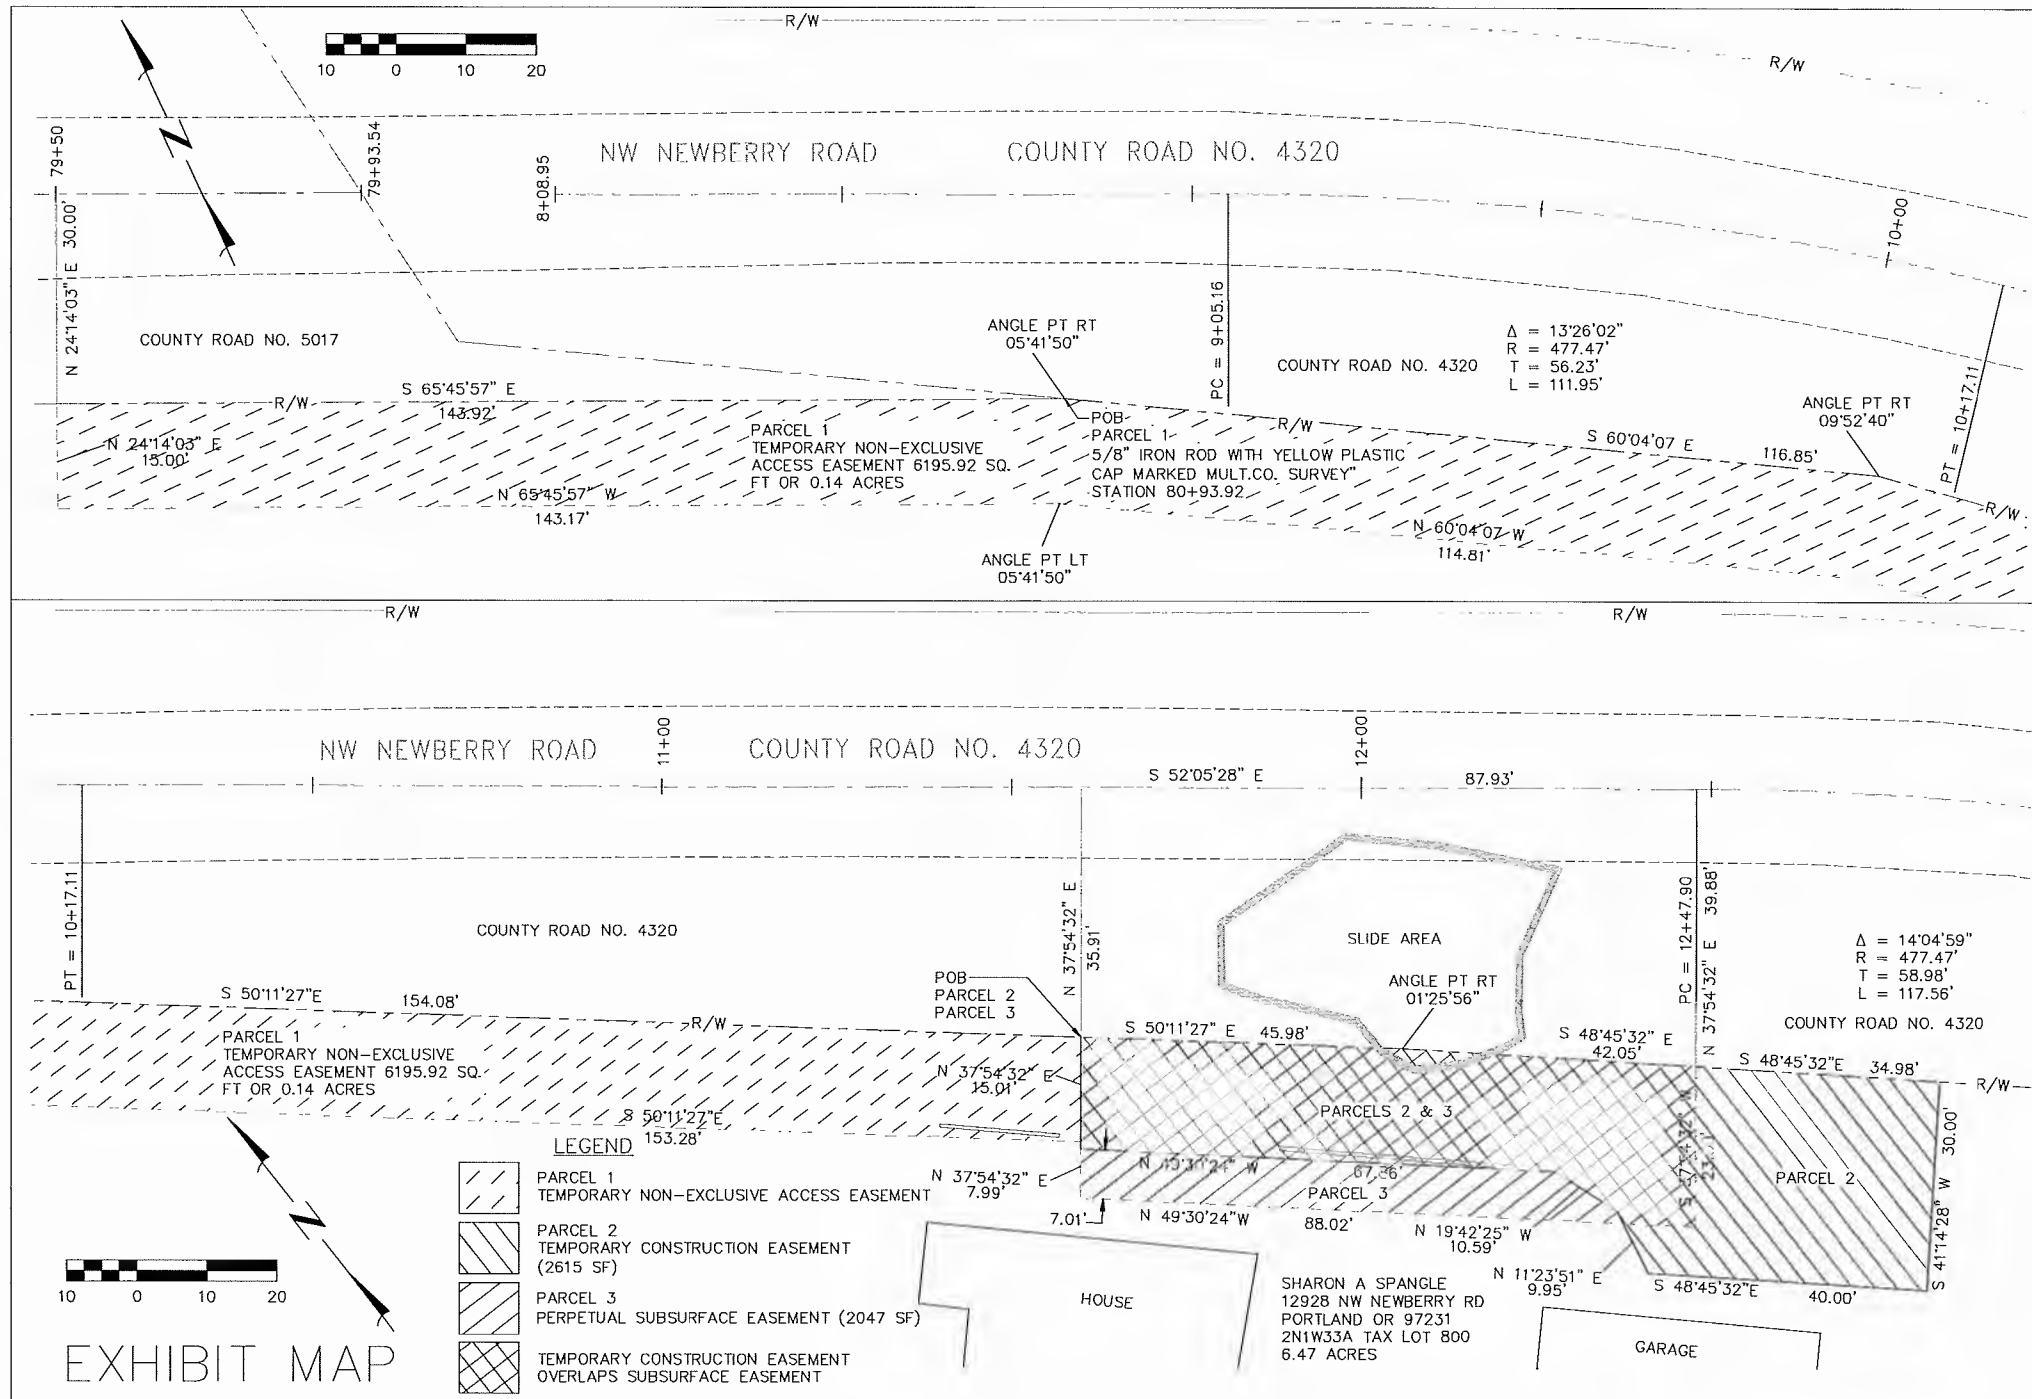 R/W
R/W
10 0 10 20
N
79+50
79+93.54
8+08.95
NW NEWBERRY ROAD COUNTY ROAD NO. 4320
10+00
N 24°14'03" E 30.00'
COUNTY ROAD NO. 5017
ANGLE PT RT
05°41'50"
PC = 9+05.16
COUNTY ROAD NO. 4320
Δ = 13°26'02"
R = 477.47'
T = 56.23'
L = 111.95'
PT = 10+17.11
ANGLE PT RT
09°52'40"
R/W
S 65°45'57" E
143.92'
N 24°14'03" E
15.00'
PARCEL 1
TEMPORARY NON-EXCLUSIVE
ACCESS EASEMENT 6195.92 SQ.
FT OR 0.14 ACRES
POB
PARCEL 1
5/8" IRON ROD WITH YELLOW PLASTIC
CAP MARKED MULT.CO. SURVEY"
STATION 80+93.92
R/W
S 60°04'07 E
116.85'
R/W
N 65°45'57" W
143.17'
ANGLE PT LT
05°41'50"
N 60°04'07 W
114.81'
R/W
R/W
NW NEWBERRY ROAD COUNTY ROAD NO. 4320
11+00
12+00
S 52°05'28" E 87.93'
PT = 10+17.11
COUNTY ROAD NO. 4320
N 37°54'32" E
35.91'
SLIDE AREA
ANGLE PT RT
01°25'56"
PC = 12+47.90
N 37°54'32" E 39.88'
Δ = 14°04'59"
R = 477.47'
T = 58.98'
L = 117.56'
COUNTY ROAD NO. 4320
POB
PARCEL 2
PARCEL 3
S 50°11'27"E 154.08'
R/W
S 50°11'27" E 45.98'
S 48°45'32" E
42.05'
S 48°45'32"E 34.98'
R/W
PARCEL 1
TEMPORARY NON-EXCLUSIVE
ACCESS EASEMENT 6195.92 SQ.
FT OR 0.14 ACRES
N 37°54'32" E
15.01'
S 50°11'27"E
153.28'
PARCELS 2 & 3
S 37°54'32" W
PARCEL 2
S 41°14'28" W 30.00'
N 37°54'32" E
7.99'
N 49°30'24" W 67.86'
PARCEL 3
7.01'
N 49°30'24"W 88.02'
N 19°42'25" W
10.59'
N 11°23'51" E
9.95'
S 48°45'32"E 40.00'
LEGEND
PARCEL 1
TEMPORARY NON-EXCLUSIVE ACCESS EASEMENT
PARCEL 2
TEMPORARY CONSTRUCTION EASEMENT
(2615 SF)
PARCEL 3
PERPETUAL SUBSURFACE EASEMENT (2047 SF)
TEMPORARY CONSTRUCTION EASEMENT
OVERLAPS SUBSURFACE EASEMENT
N
10 0 10 20
EXHIBIT MAP
HOUSE
SHARON A SPANGLE
12928 NW NEWBERRY RD
PORTLAND OR 97231
2N1W33A TAX LOT 800
6.47 ACRES
GARAGE